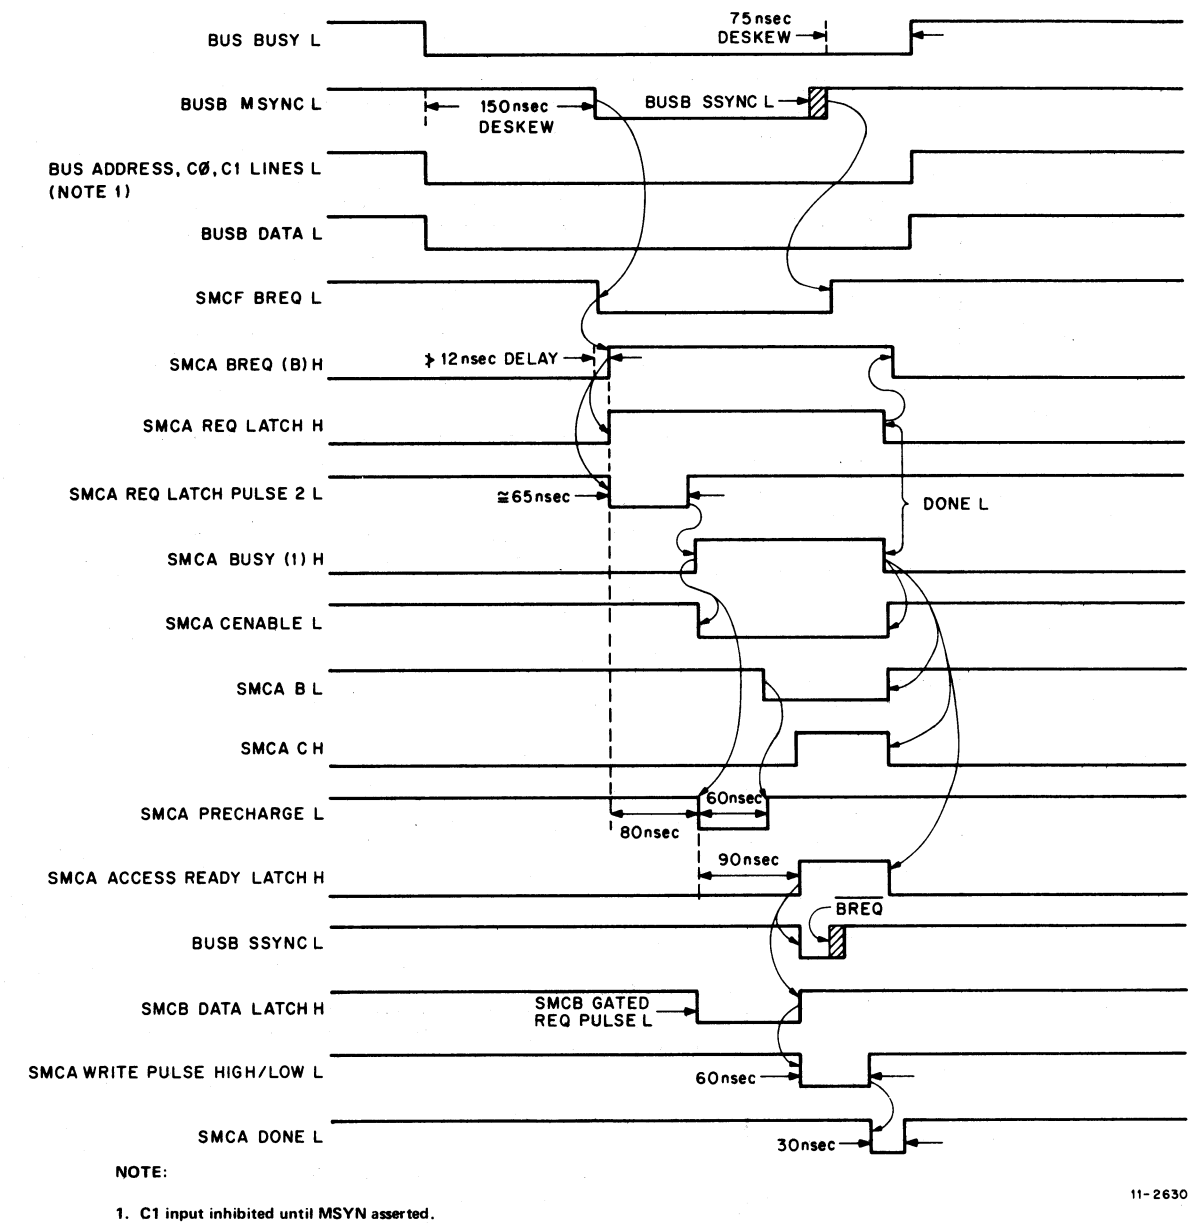 75nsec
DESKEW
BUS BUSY L
BUSB MSYNC L
150nsec
DESKEW
BUSB SSYNC L
BUS ADDRESS, CØ, C1 LINES L
(NOTE 1)
BUSB DATA L
SMCF BREQ L
SMCA BREQ (B) H
12nsec DELAY
SMCA REQ LATCH H
SMCA REQ LATCH PULSE 2 L
≅65nsec
DONE L
SMCA BUSY (1) H
SMCA CENABLE L
SMCA B L
SMCA C H
SMCA PRECHARGE L
60nsec
80nsec
90nsec
SMCA ACCESS READY LATCH H
BREQ
BUSB SSYNC L
SMCB DATA LATCH H
SMCB GATED
REQ PULSE L
SMCA WRITE PULSE HIGH/LOW L
60nsec
SMCA DONE L
30nsec
NOTE:
11-2630
1. C1 input inhibited until MSYN asserted.